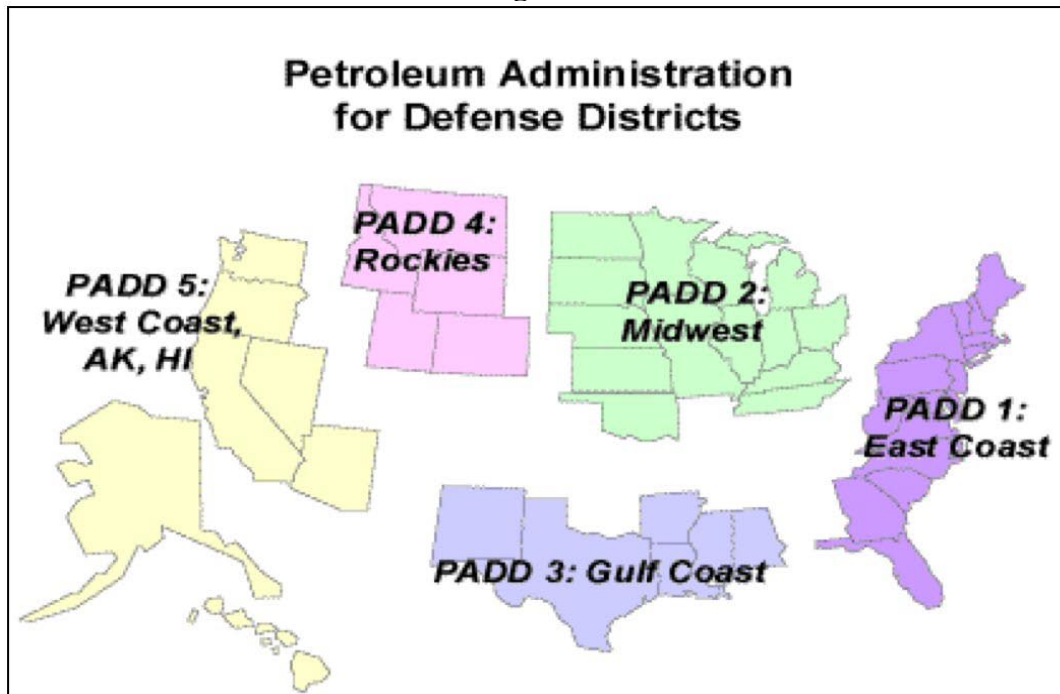 Petroleum Administration
for Defense Districts
PADD 4:
Rockies
PADD 5:
West Coast,
AK, HI
PADD 2:
Midwest
PADD 1:
East Coast
PADD 3: Gulf Coast